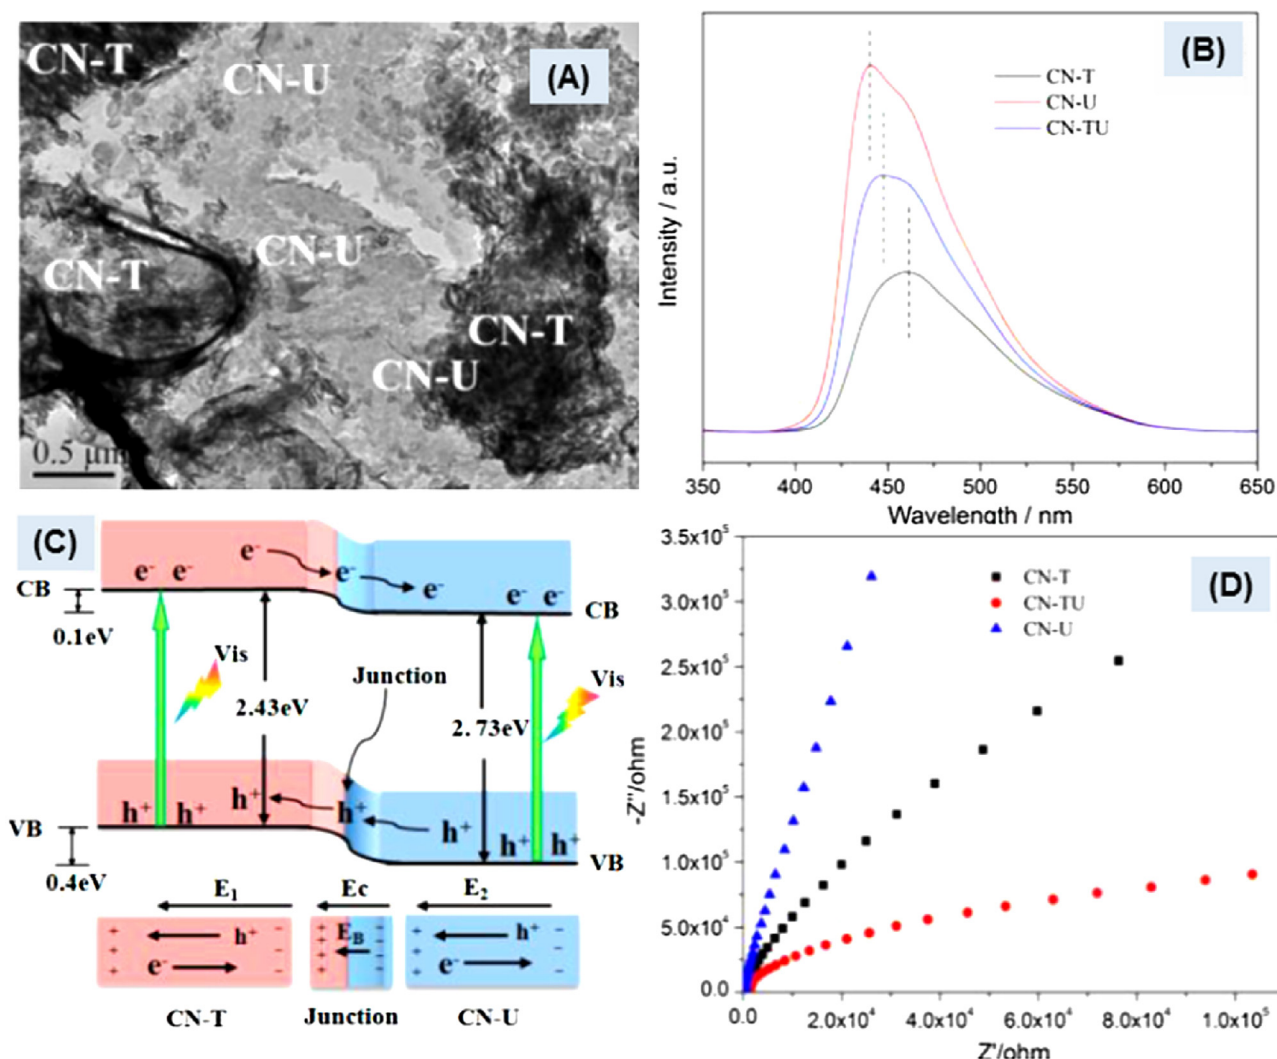 CN-T
CN-U
(A)
CN-T
CN-U
CN-T
CN-U
0.5 μm
(B)
CN-T
CN-U
CN-TU
Intensity / a.u.
350 400 450 500 550 600 650
Wavelength / nm
(C)
e⁻ e⁻ e⁻ e⁻ e⁻ e⁻ e⁻
CB
CB
0.1eV
Vis
Junction
Vis
2.43eV
2.73eV
h⁺ h⁺ h⁺ h⁺ h⁺ h⁺ h⁺
VB
VB
0.4eV
E₁ Ec E₂
+ h⁺ − + E_B − + h⁺ −
+ e⁻ − + − + e⁻ −
CN-T Junction CN-U
(D)
CN-T
CN-TU
CN-U
3.5x10⁵
3.0x10⁵
2.5x10⁵
2.0x10⁵
1.5x10⁵
1.0x10⁵
5.0x10⁴
0.0
-Z''/ohm
0.0 2.0x10⁴ 4.0x10⁴ 6.0x10⁴ 8.0x10⁴ 1.0x10⁵
Z'/ohm